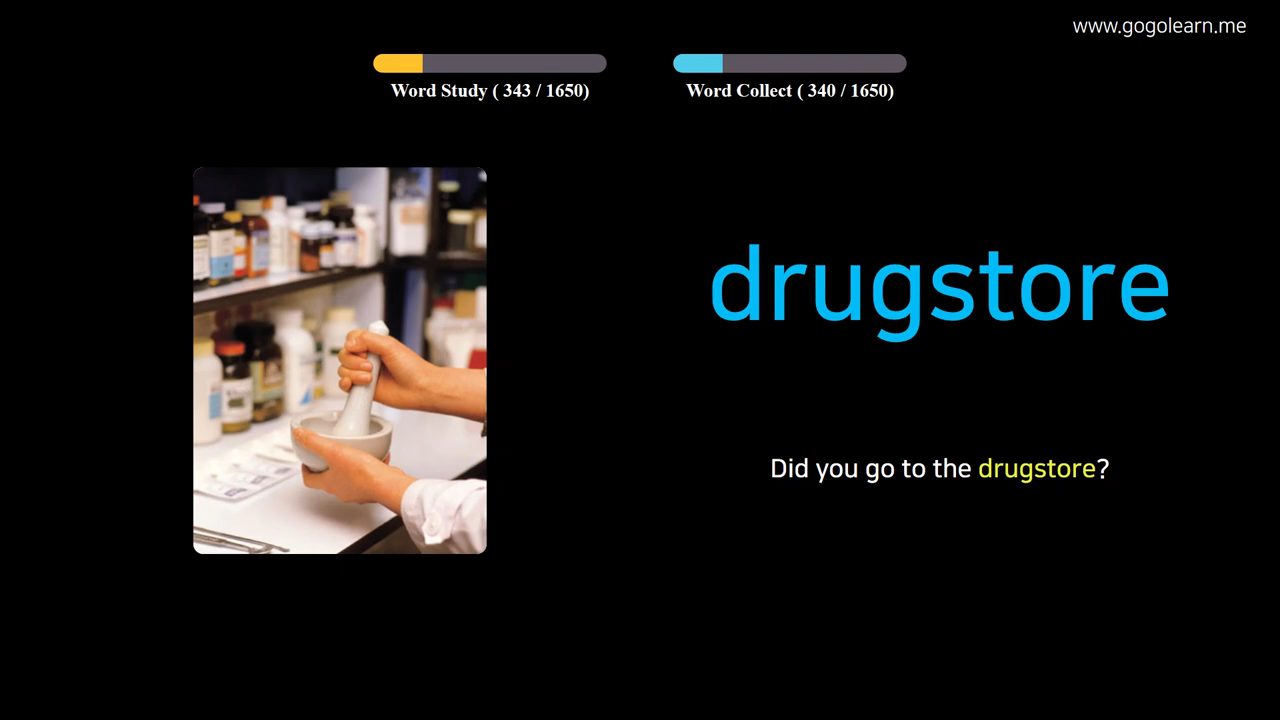 www.gogolearn.me
Word Study ( 343 / 1650)
Word Collect ( 340 / 1650)
drugstore
Did you go to the drugstore?